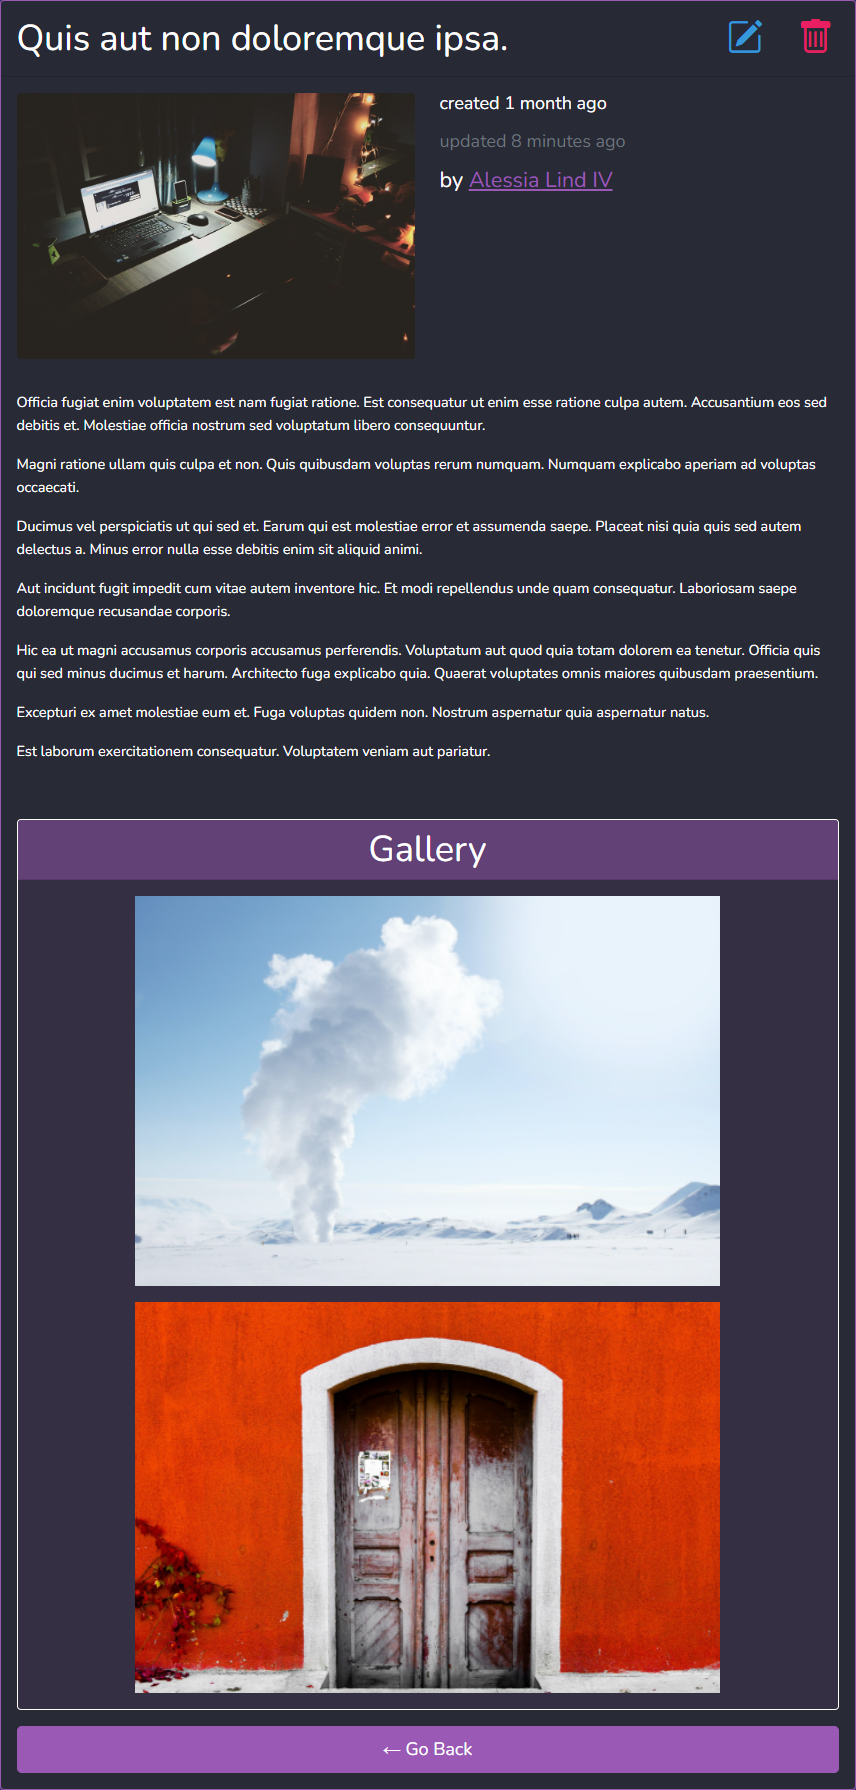 Quis aut non doloremque ipsa.
created 1 month ago
updated 8 minutes ago
by Alessia Lind IV
Officia fugiat enim voluptatem est nam fugiat ratione. Est consequatur ut enim esse ratione culpa autem. Accusantium eos sed
debitis et. Molestiae officia nostrum sed voluptatum libero consequuntur.
Magni ratione ullam quis culpa et non. Quis quibusdam voluptas rerum numquam. Numquam explicabo aperiam ad voluptas
occaecati.
Ducimus vel perspiciatis ut qui sed et. Earum qui est molestiae error et assumenda saepe. Placeat nisi quia quis sed autem
delectus a. Minus error nulla esse debitis enim sit aliquid animi.
Aut incidunt fugit impedit cum vitae autem inventore hic. Et modi repellendus unde quam consequatur. Laboriosam saepe
doloremque recusandae corporis.
Hic ea ut magni accusamus corporis accusamus perferendis. Voluptatum aut quod quia totam dolorem ea tenetur. Officia quis
qui sed minus ducimus et harum. Architecto fuga explicabo quia. Quaerat voluptates omnis maiores quibusdam praesentium.
Excepturi ex amet molestiae eum et. Fuga voluptas quidem non. Nostrum aspernatur quia aspernatur natus.
Est laborum exercitationem consequatur. Voluptatem veniam aut pariatur.
Gallery
← Go Back